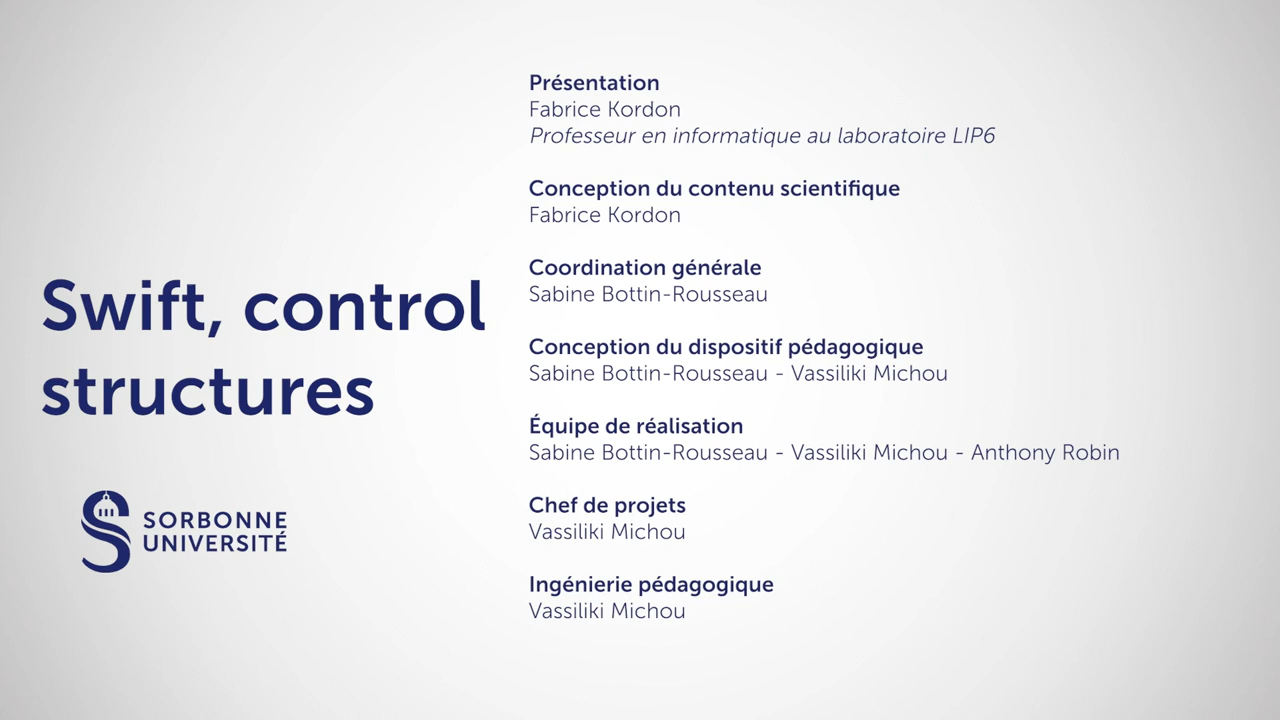 Swift, control
structures
SORBONNE
UNIVERSITÉ
Présentation
Fabrice Kordon
Professeur en informatique au laboratoire LIP6
Conception du contenu scientifique
Fabrice Kordon
Coordination générale
Sabine Bottin-Rousseau
Conception du dispositif pédagogique
Sabine Bottin-Rousseau - Vassiliki Michou
Équipe de réalisation
Sabine Bottin-Rousseau - Vassiliki Michou - Anthony Robin
Chef de projets
Vassiliki Michou
Ingénierie pédagogique
Vassiliki Michou